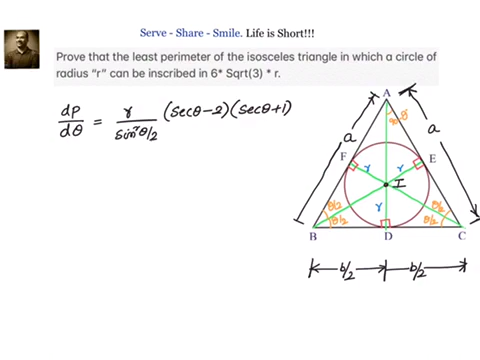 Serve - Share - Smile. Life is Short!!!
Prove that the least perimeter of the isosceles triangle in which a circle of
radius “r” can be inscribed in 6* Sqrt(3) * r.
dP/dθ = r/sin²θ/2 (secθ-2)(secθ+1)
A
90-θ
a
a
F
E
r
r
I
θ/2
θ/2
r
θ/2
θ/2
B
D
C
b/2
b/2